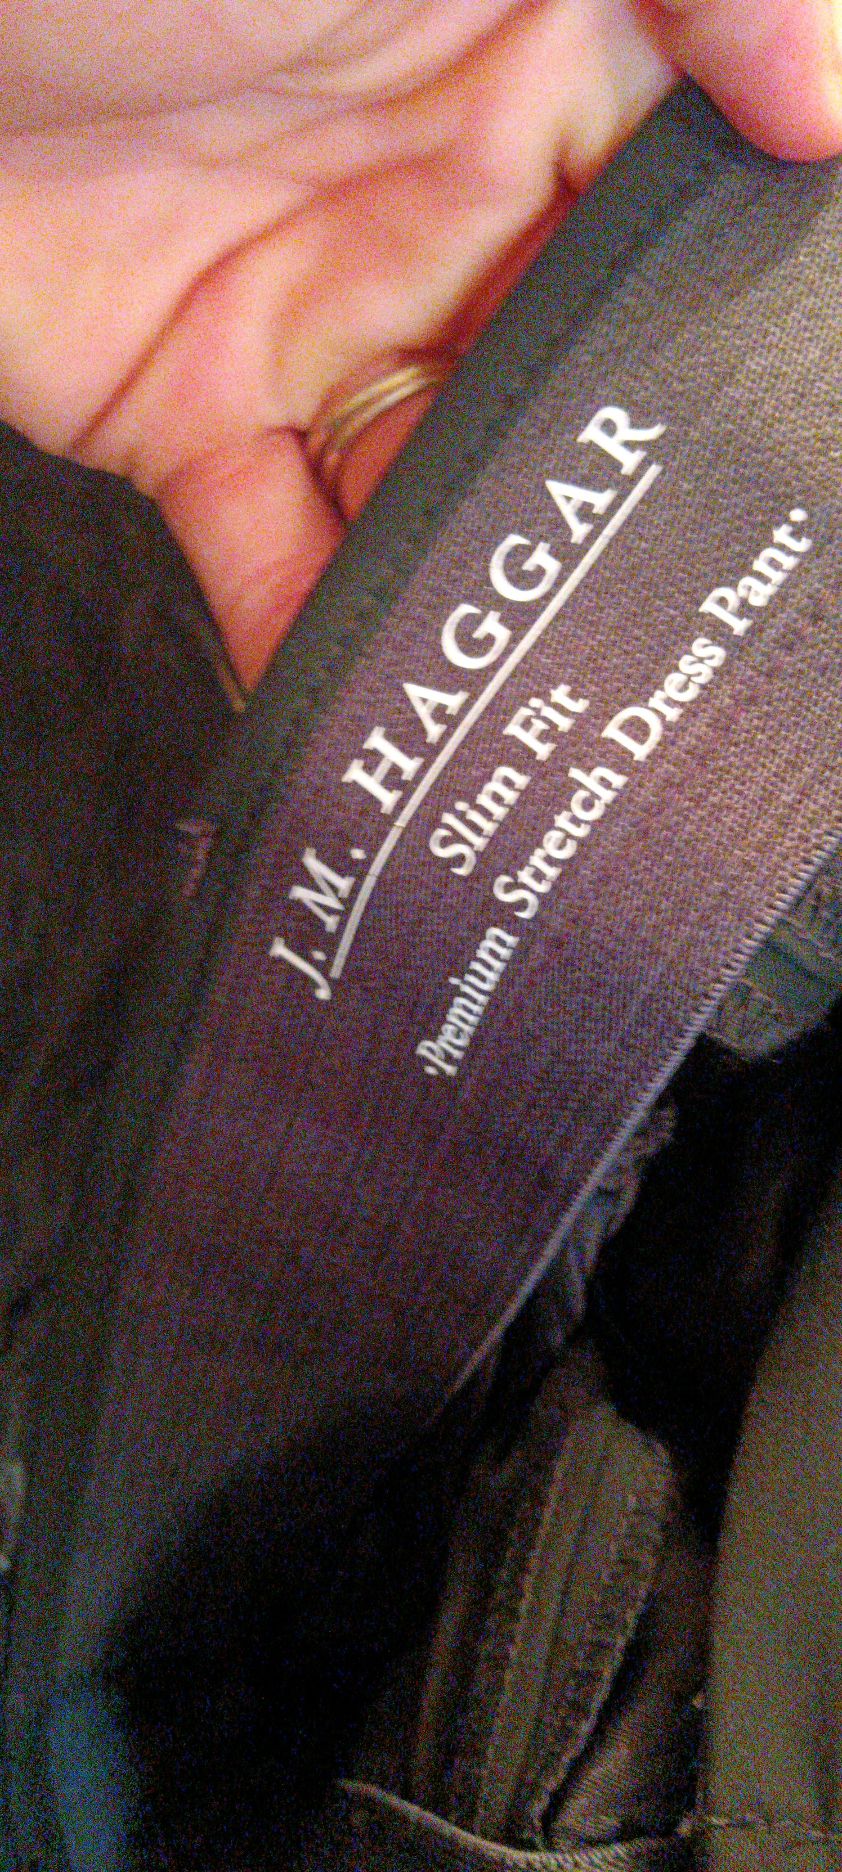 J.M. HAGGAR
Slim Fit
'Premium Stretch Dress Pant'